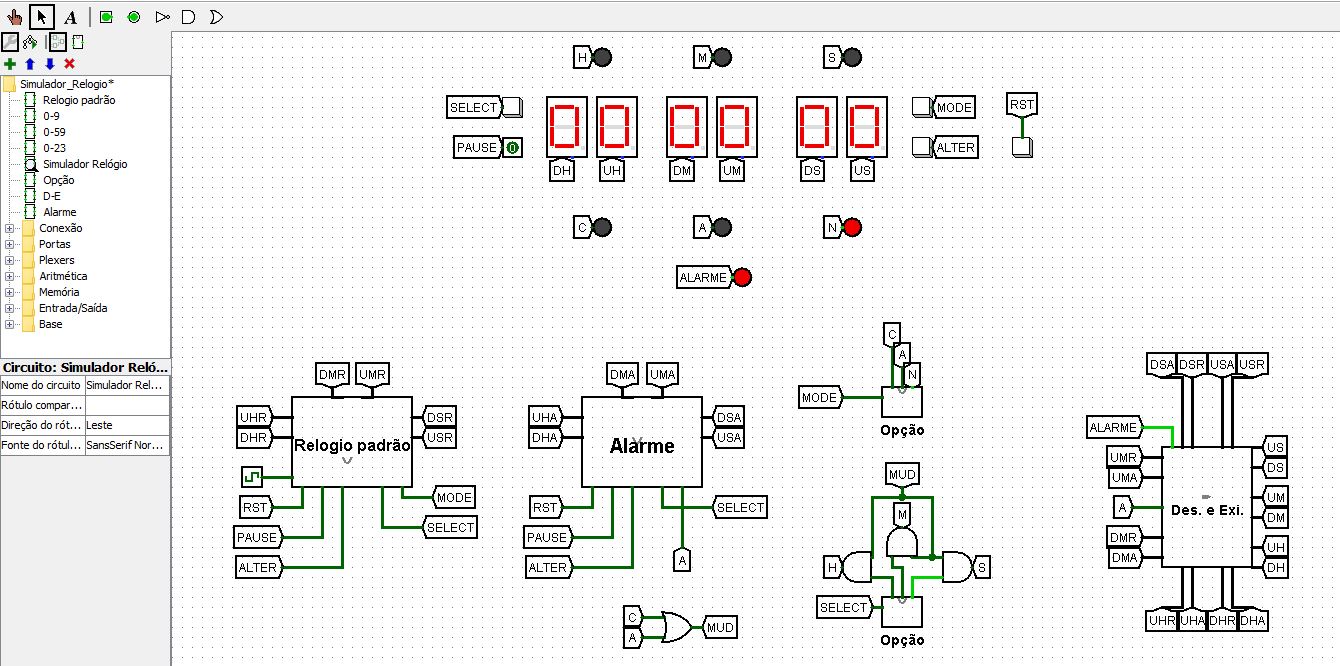 A
Simulador_Relogio*
Relogio padrão
0-9
0-59
0-23
Simulador Relógio
Opção
D-E
Alarme
Conexão
Portas
Plexers
Aritmética
Memória
Entrada/Saída
Base
Circuito: Simulador Reló...
Nome do circuito Simulador Rel...
Rótulo compar...
Direção do rót... Leste
Fonte do rótul... SansSerif Nor...
H M S
SELECT MODE RST
PAUSE 0 ALTER
DH UH DM UM DS US
C A N
ALARME
DMR UMR
UHR DSR
DHR USR
Relogio padrão
RST MODE
PAUSE SELECT
ALTER
DMA UMA
UHA DSA
DHA USA
Alarme
RST SELECT
PAUSE
ALTER A
C
A MUD
C
A
N
MODE
Opção
MUD
M
H S
SELECT
Opção
DSA DSR USA USR
ALARME
UMR US
UMA DS
A UM
Des. e Exi.
DM
DMR UH
DMA DH
UHR UHA DHR DHA